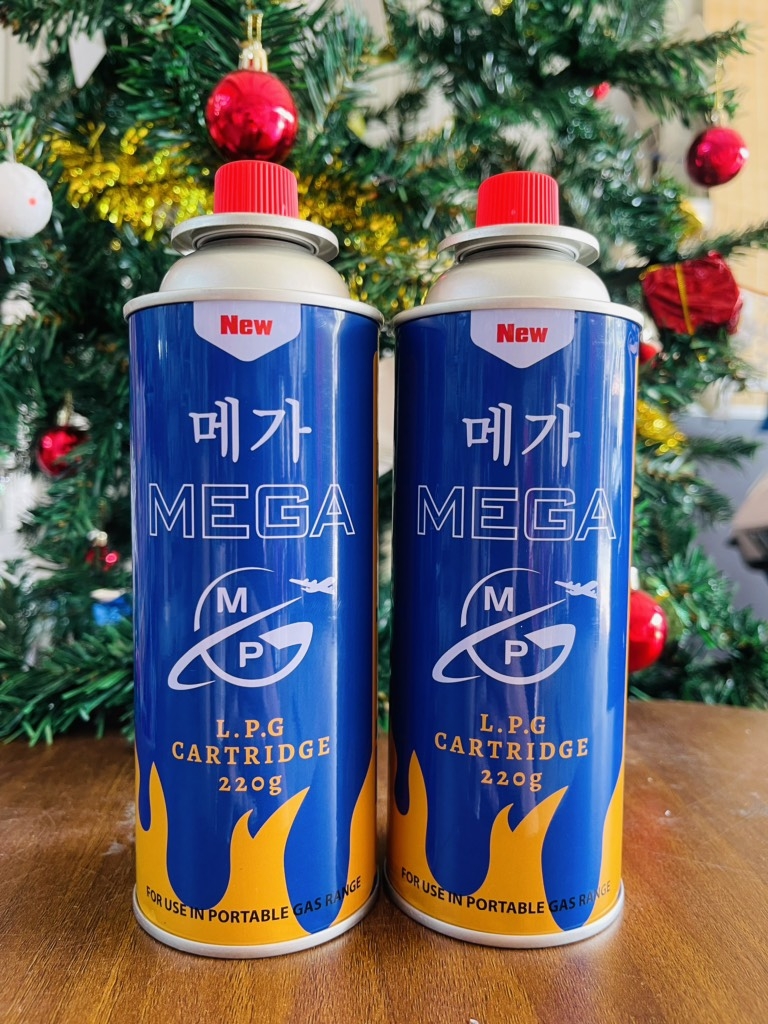 New
메가
MEGA
M
P
L.P.G
CARTRIDGE
220g
FOR USE IN PORTABLE GAS RANGE
New
메가
MEGA
M
P
L.P.G
CARTRIDGE
220g
FOR USE IN PORTABLE GAS RANGE